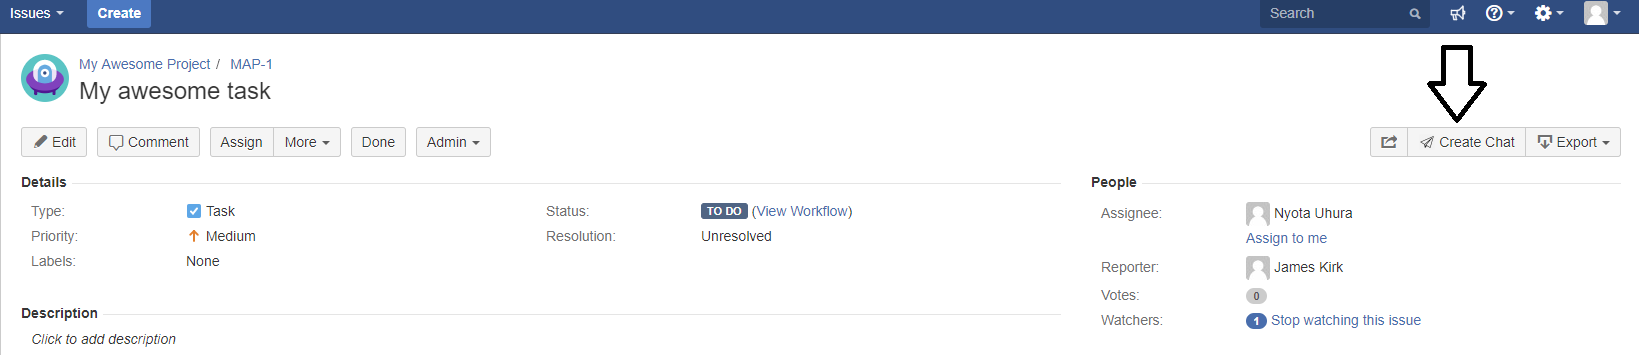 Issues Create Search
My Awesome Project / MAP-1
My awesome task
Edit Comment Assign More Done Admin Create Chat Export
Details
Type: Task
Priority: Medium
Labels: None
Status: TO DO (View Workflow)
Resolution: Unresolved
Description
Click to add description
People
Assignee: Nyota Uhura
Assign to me
Reporter: James Kirk
Votes: 0
Watchers: 1 Stop watching this issue